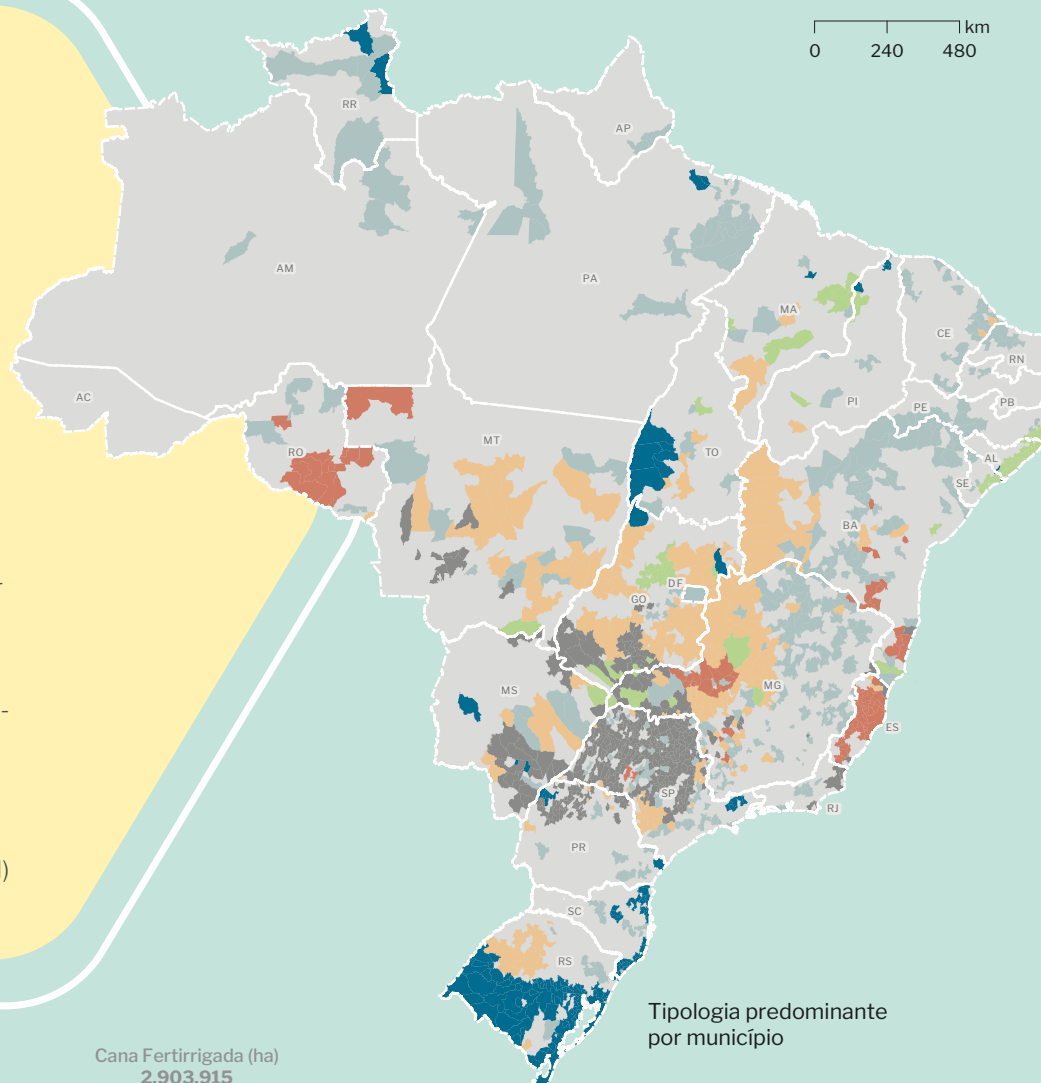 km
0 240 480
RR
AP
AM
PA
MA
CE
RN
AC
PI
PE
PB
RO
MT
TO
AL
SE
BA
DF
GO
MS
MG
ES
SP
RJ
PR
l)
SC
RS
Tipologia predominante
por município
Cana Fertirrigada (ha)
2.903.915